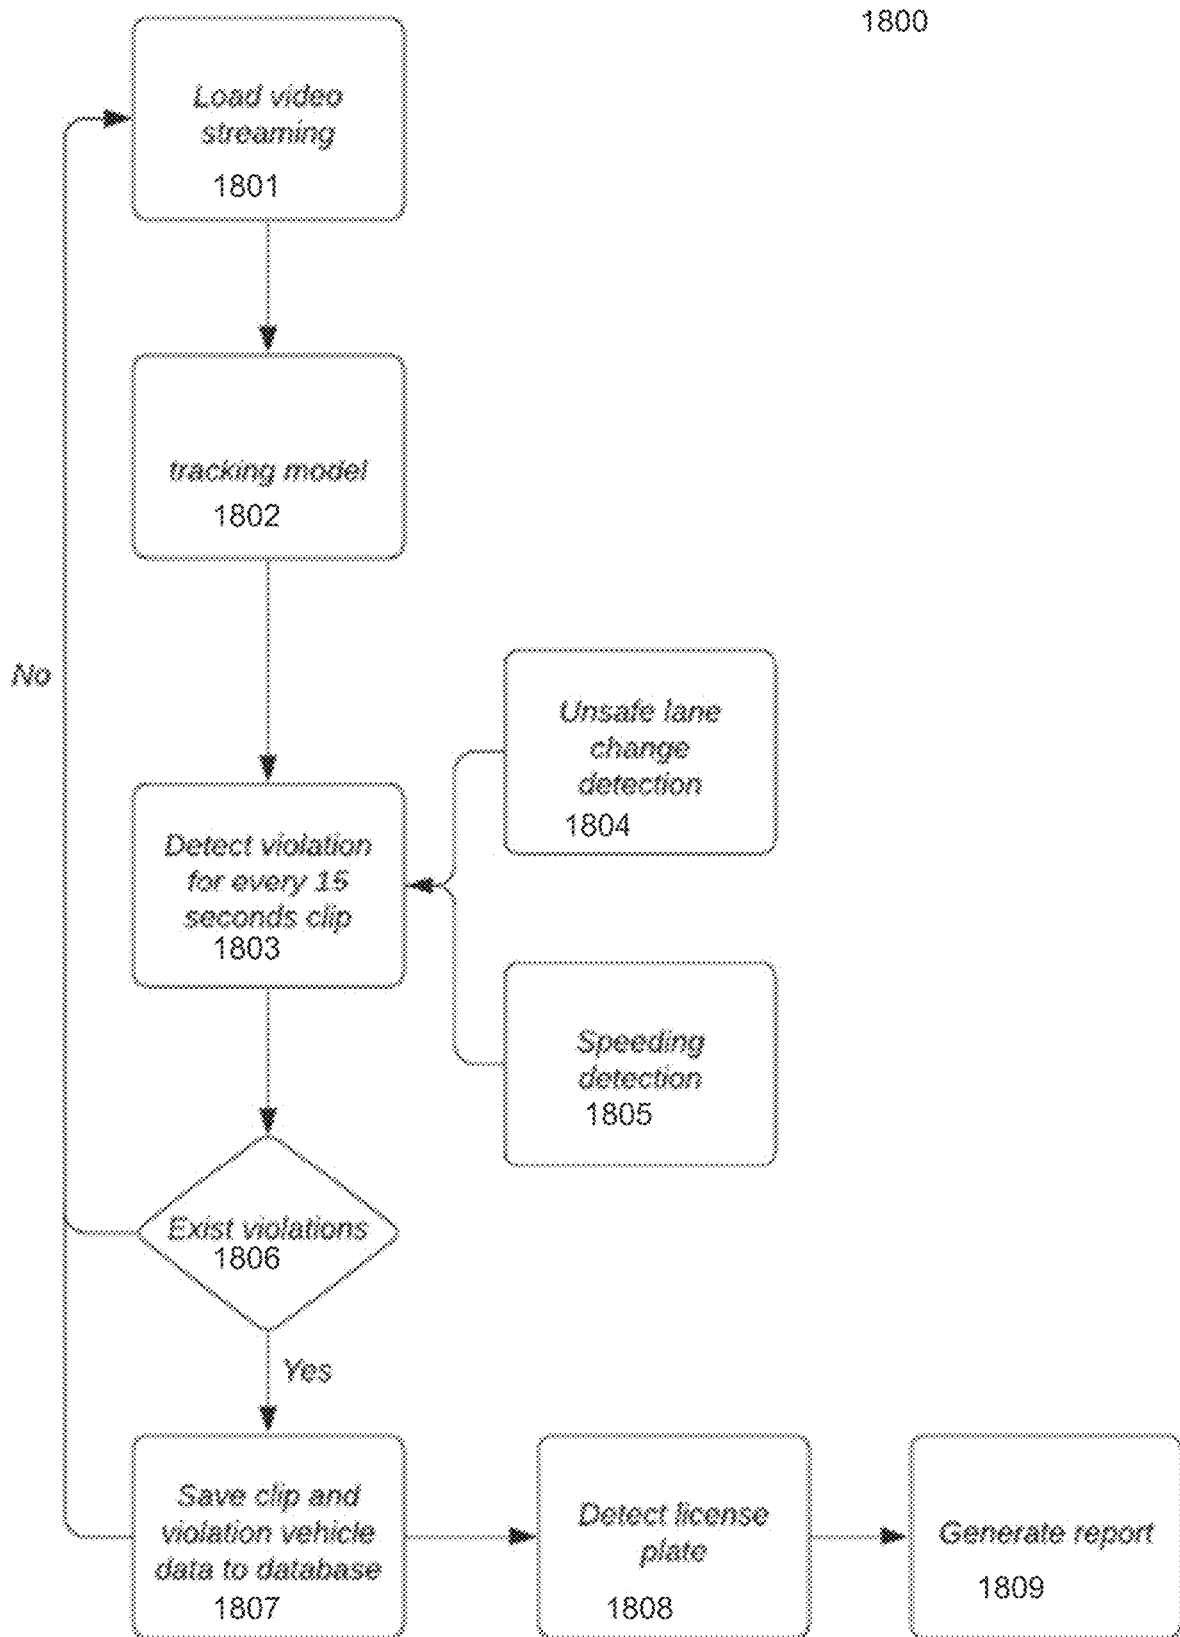 1800
Load video
streaming
1801
tracking model
1802
No
Unsafe lane
change
detection
1804
Detect violation
for every 15
seconds clip
1803
Speeding
detection
1805
Exist violations
1806
Yes
Save clip and
violation vehicle
data to database
1807
Detect license
plate
1808
Generate report
1809